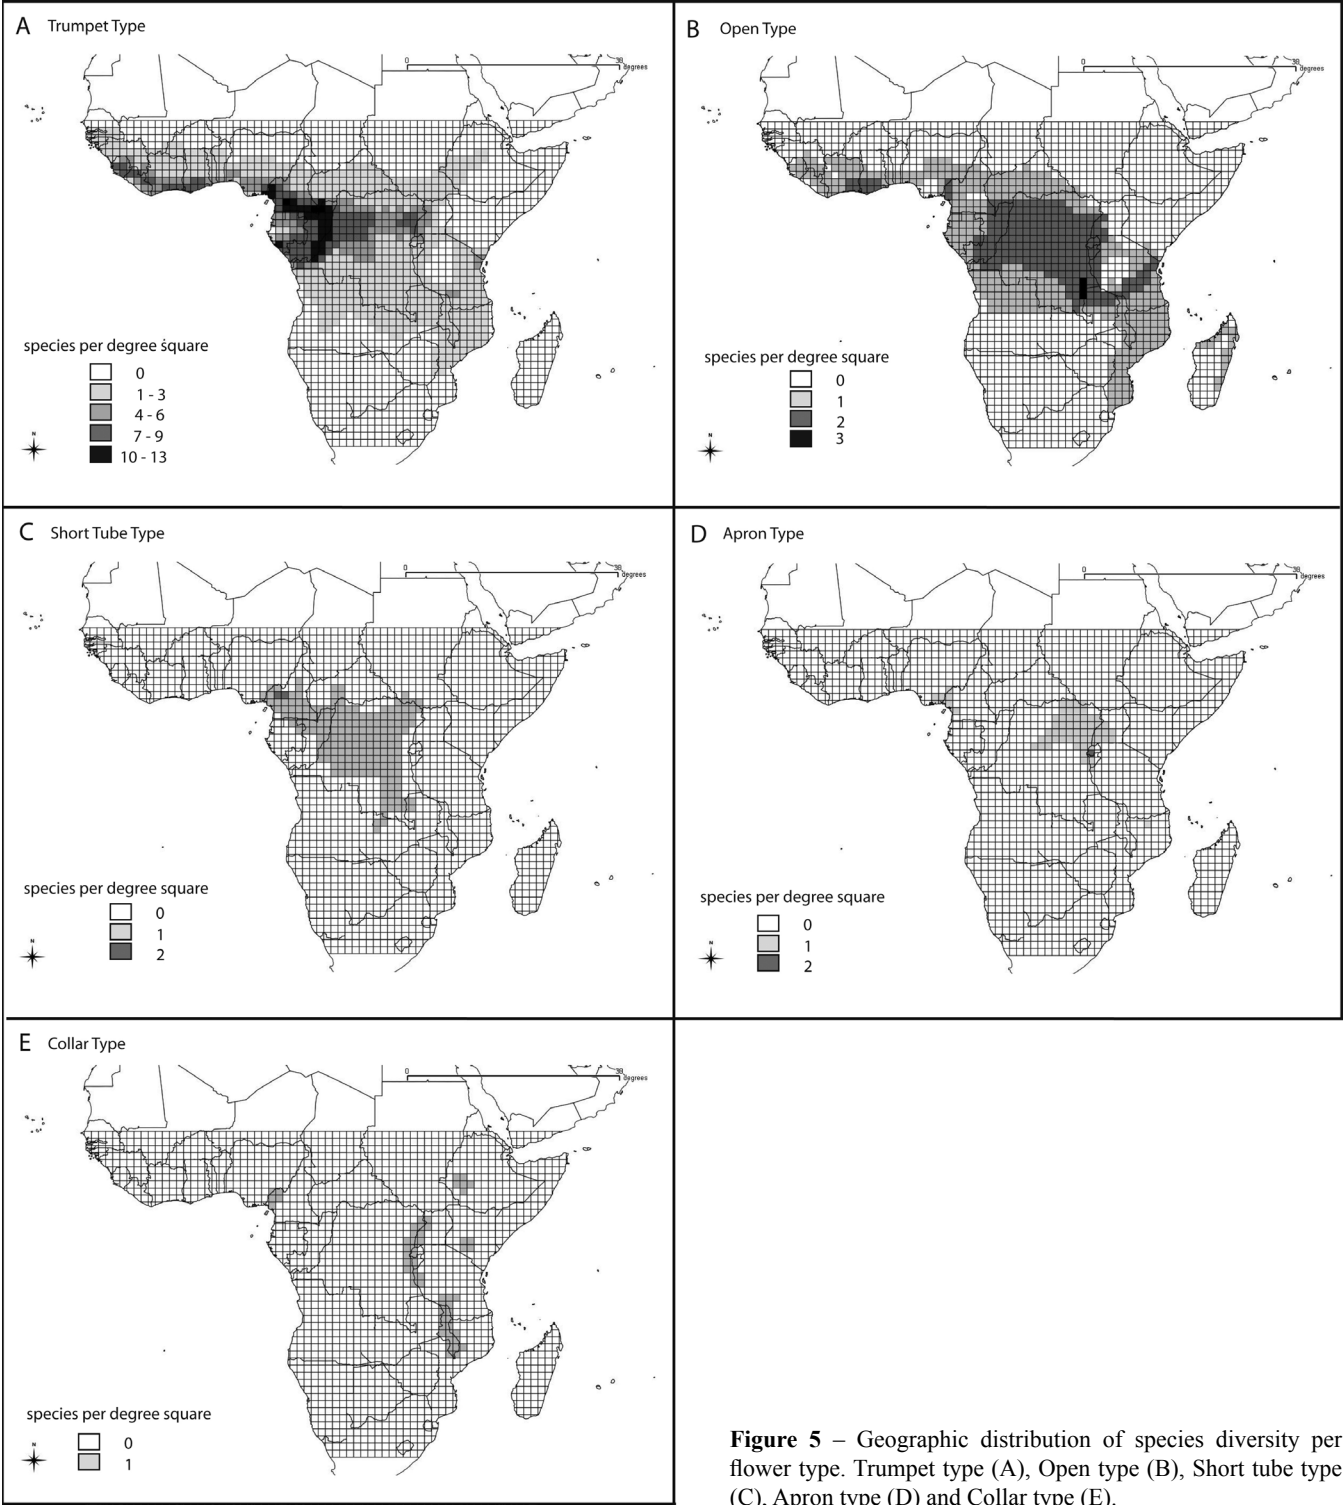 A Trumpet Type
0 30
degrees
species per degree square
0
1 - 3
4 - 6
7 - 9
10 - 13
N
B Open Type
0 30
degrees
species per degree square
0
1
2
3
N
C Short Tube Type
0 30
degrees
species per degree square
0
1
2
N
D Apron Type
0 30
degrees
species per degree square
0
1
2
N
E Collar Type
0 30
degrees
species per degree square
0
1
N
Figure 5 – Geographic distribution of species diversity per
flower type. Trumpet type (A), Open type (B), Short tube type
(C), Apron type (D) and Collar type (E).